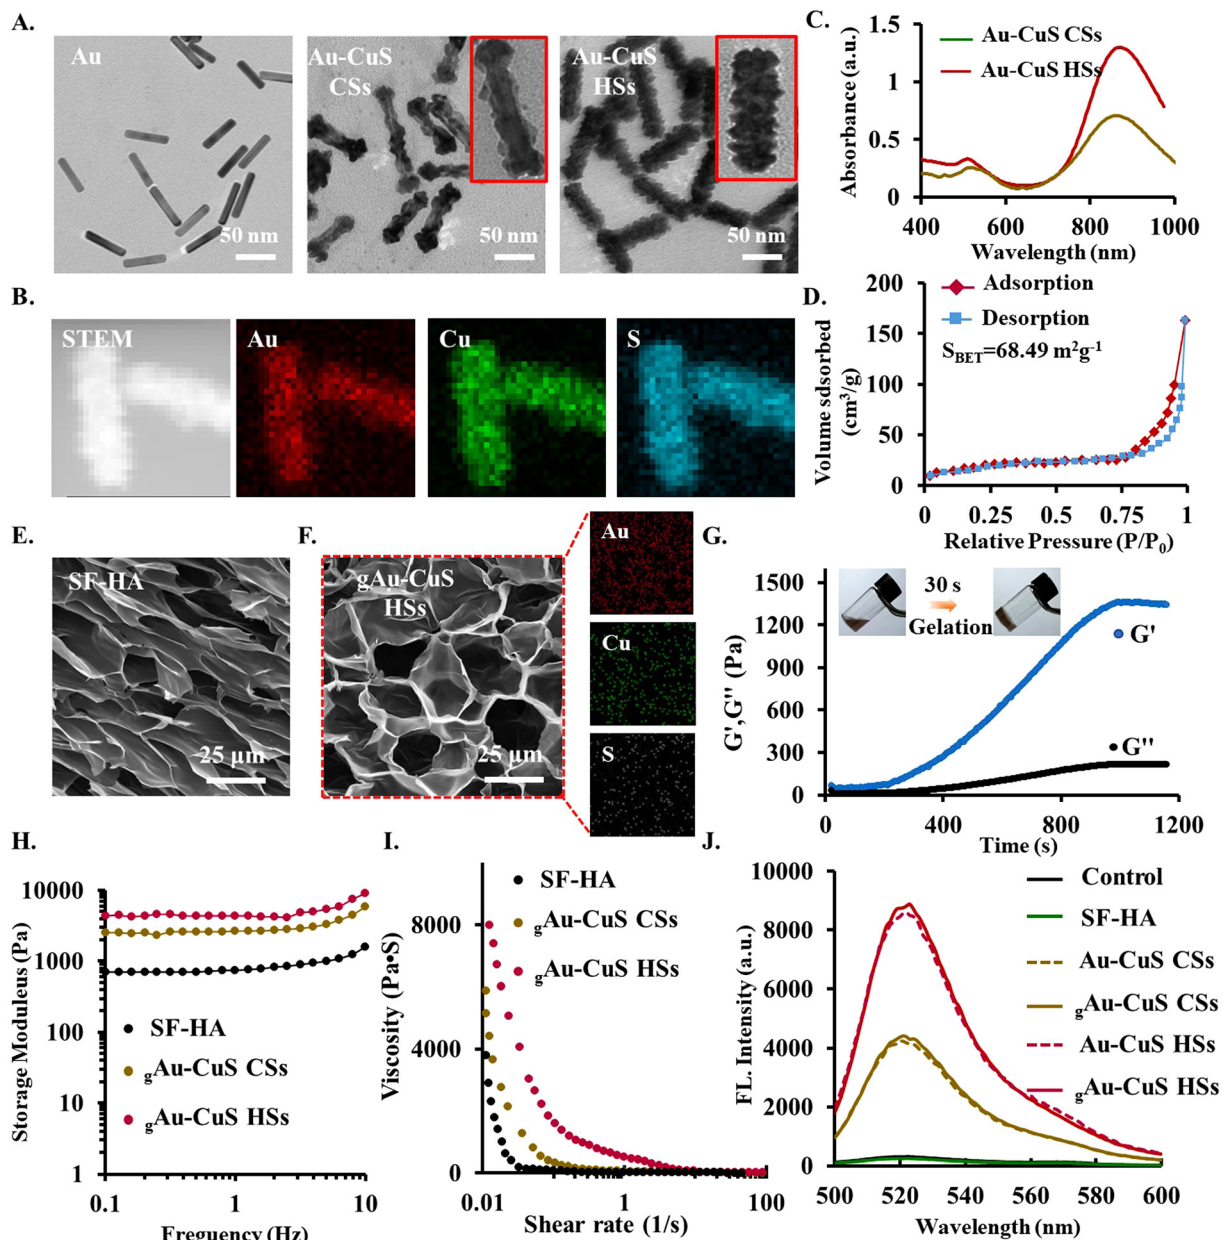 A.
Au
50 nm
Au-CuS
CSs
50 nm
Au-CuS
HSs
50 nm
C.
Absorbance (a.u.)
1.5
1
0.5
0
400 600 800 1000
Wavelength (nm)
Au-CuS CSs
Au-CuS HSs
B.
STEM
Au
Cu
S
D.
Volume sdsorbed
(cm³/g)
200
150
100
50
0
0 0.25 0.5 0.75 1
Relative Pressure (P/P₀)
Adsorption
Desorption
S_BET=68.49 m²g⁻¹
E.
SF-HA
25 µm
F.
gAu-CuS
HSs
25 µm
Au
Cu
S
G.
G',G'' (Pa)
1500
1200
900
600
300
0
0 400 800 1200
Time (s)
30 s
Gelation
G'
G''
H.
Storage Moduleus (Pa)
10000
1000
100
10
1
0.1 1 10
Freguency (Hz)
SF-HA
gAu-CuS CSs
gAu-CuS HSs
I.
Viscosity (Pa•S)
8000
4000
0
0.01 1 100
Shear rate (1/s)
SF-HA
gAu-CuS CSs
gAu-CuS HSs
J.
FL. Intensity (a.u.)
10000
8000
6000
4000
2000
0
500 520 540 560 580 600
Wavelength (nm)
Control
SF-HA
Au-CuS CSs
gAu-CuS CSs
Au-CuS HSs
gAu-CuS HSs